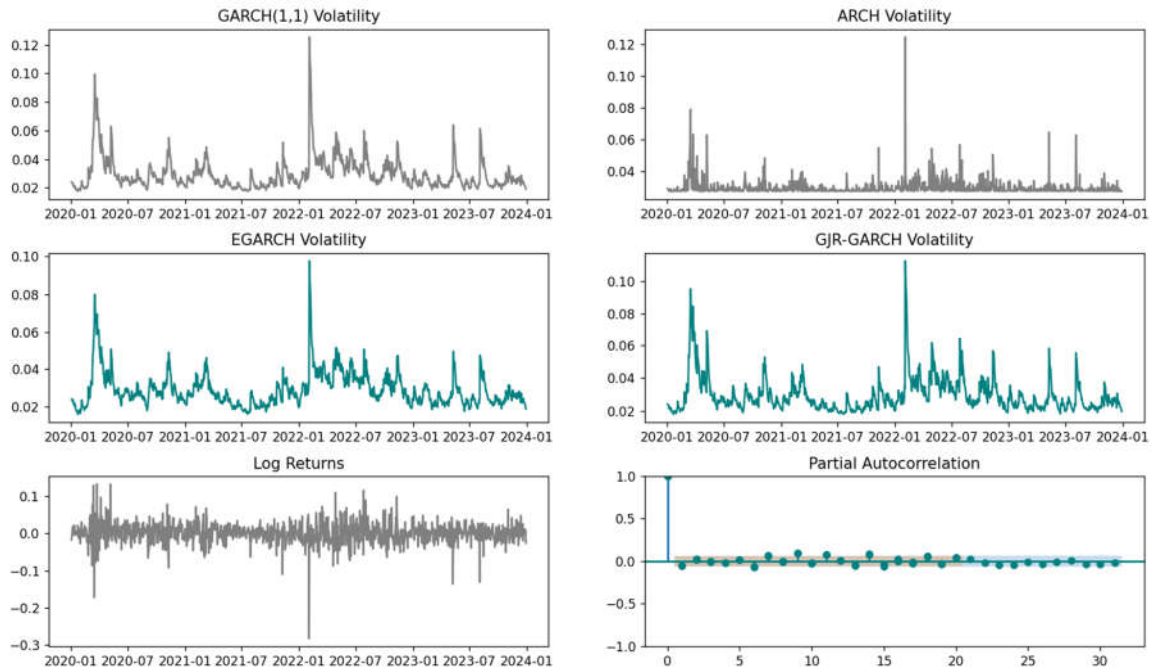 GARCH(1,1) Volatility
0.12
0.10
0.08
0.06
0.04
0.02
2020-01 2020-07 2021-01 2021-07 2022-01 2022-07 2023-01 2023-07 2024-01
ARCH Volatility
0.12
0.10
0.08
0.06
0.04
2020-01 2020-07 2021-01 2021-07 2022-01 2022-07 2023-01 2023-07 2024-01
EGARCH Volatility
0.10
0.08
0.06
0.04
0.02
2020-01 2020-07 2021-01 2021-07 2022-01 2022-07 2023-01 2023-07 2024-01
GJR-GARCH Volatility
0.10
0.08
0.06
0.04
0.02
2020-01 2020-07 2021-01 2021-07 2022-01 2022-07 2023-01 2023-07 2024-01
Log Returns
0.1
0.0
−0.1
−0.2
−0.3
2020-01 2020-07 2021-01 2021-07 2022-01 2022-07 2023-01 2023-07 2024-01
Partial Autocorrelation
1.0
0.5
0.0
−0.5
−1.0
0 5 10 15 20 25 30